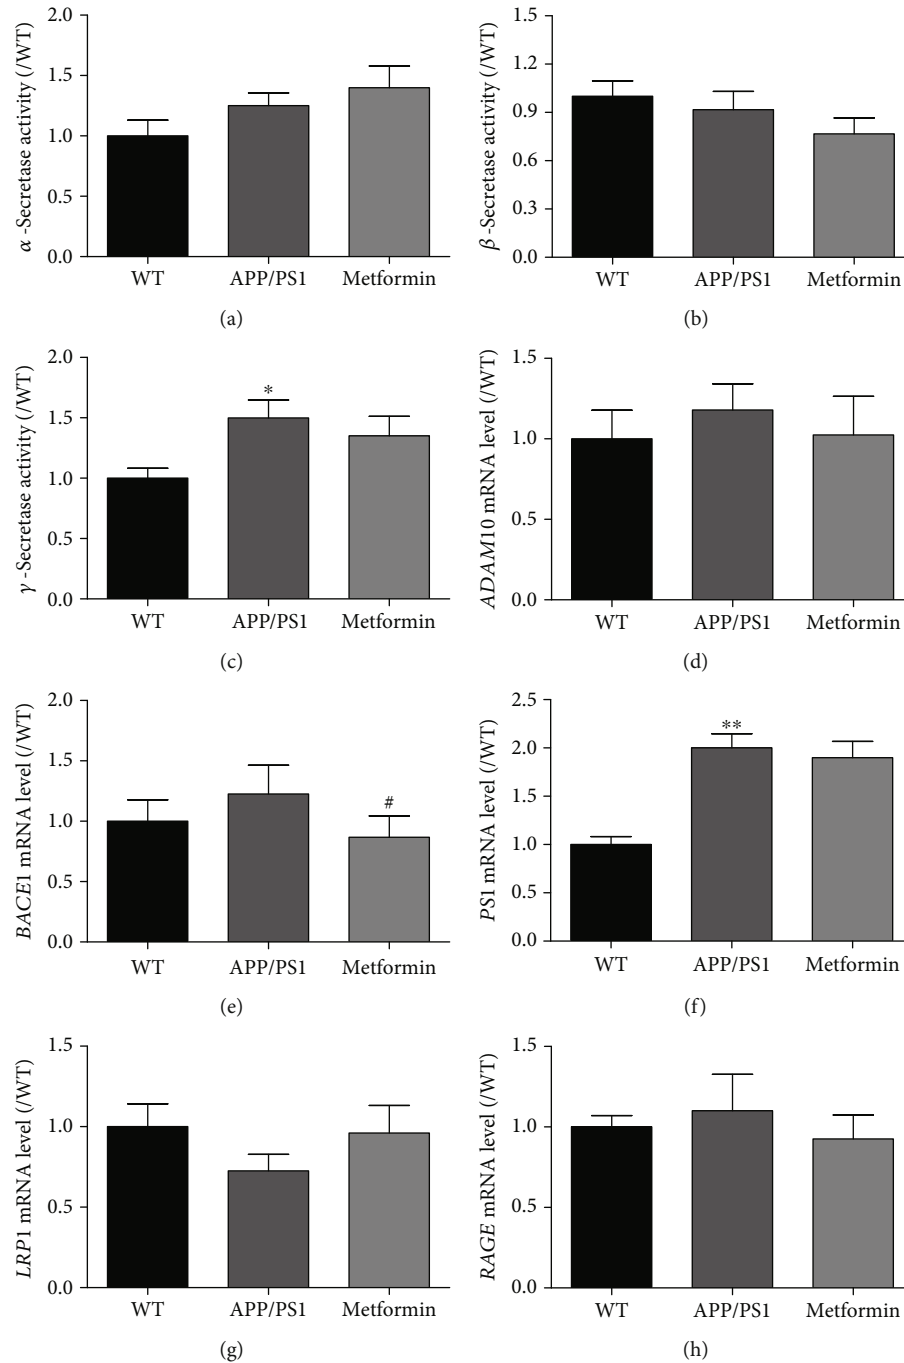 α -Secretase activity (/WT)
2.0
1.5
1.0
0.5
0.0
WT APP/PS1 Metformin
(a)
β -Secretase activity (/WT)
1.5
1.2
0.9
0.6
0.3
0.0
WT APP/PS1 Metformin
(b)
γ -Secretase activity (/WT)
2.0
1.5
1.0
0.5
0.0
*
WT APP/PS1 Metformin
(c)
ADAM10 mRNA level (/WT)
1.5
1.0
0.5
0.0
WT APP/PS1 Metformin
(d)
BACE1 mRNA level (/WT)
2.0
1.5
1.0
0.5
0.0
#
WT APP/PS1 Metformin
(e)
PS1 mRNA level (/WT)
2.5
2.0
1.0
0.5
0.0
**
WT APP/PS1 Metformin
(f)
LRP1 mRNA level (/WT)
1.5
1.0
0.5
0.0
WT APP/PS1 Metformin
(g)
RAGE mRNA level (/WT)
1.5
1.0
0.5
0.0
WT APP/PS1 Metformin
(h)